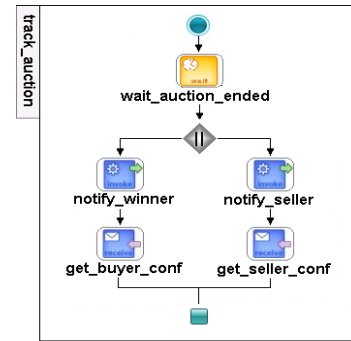 track_auction
wait
wait_auction_ended
invoke
invoke
notify_winner
notify_seller
receive
receive
get_buyer_conf
get_seller_conf